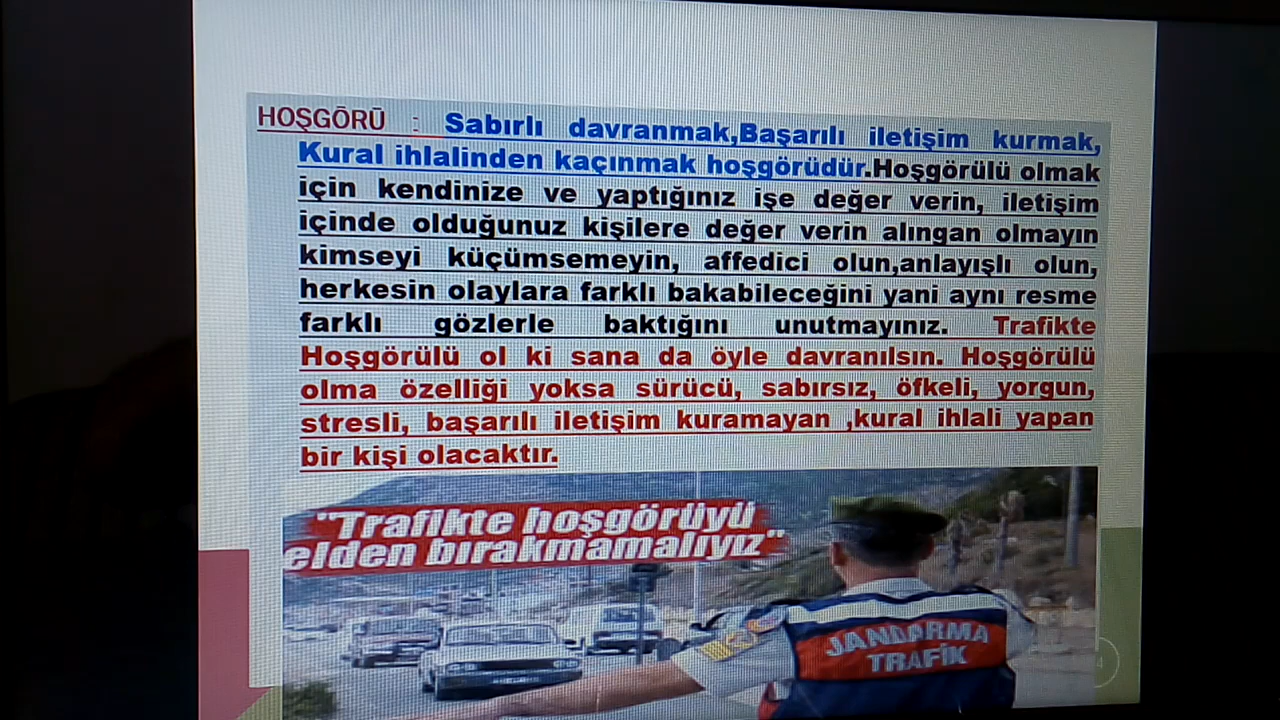 HOŞGÖRÜ : Sabırlı davranmak,Başarılı iletişim kurmak,
Kural ihlalinden kaçınmak hoşgörüdür.Hoşgörülü olmak
için kendinize ve yaptığınız işe değer verin, iletişim
içinde olduğunuz kişilere değer verin alıngan olmayın
kimseyi küçümsemeyin, affedici olun,anlayışlı olun,
herkesin olaylara farklı bakabileceğini yani aynı resme
farklı gözlerle baktığını unutmayınız. Trafikte
Hoşgörülü ol ki sana da öyle davranılsın. Hoşgörülü
olma özelliği yoksa sürücü, sabırsız, öfkeli, yorgun,
stresli, başarılı iletişim kuramayan ,kural ihlali yapan
bir kişi olacaktır.
"Trafikte hoşgörüyü
elden bırakmamalıyız"
JANDARMA
TRAFİK